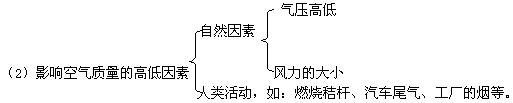 气压高低
自然因素
(2) 影响空气质量的高低因素
风力的大小
人类活动，如：燃烧秸杆、汽车尾气、工厂的烟等。